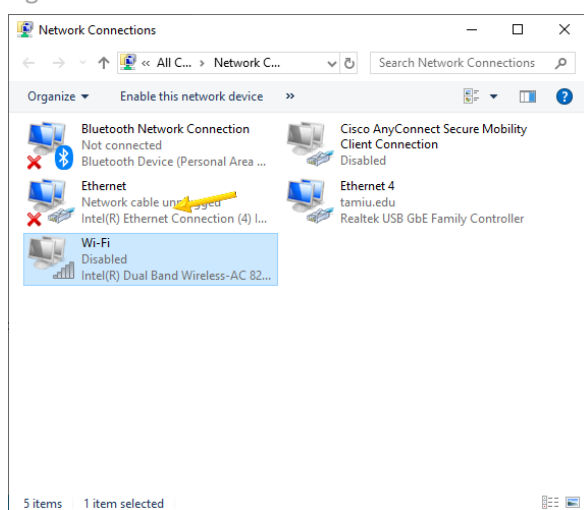 Network Connections
« All C... › Network C...
Search Network Connections
Organize
Enable this network device
»
Bluetooth Network Connection
Not connected
Bluetooth Device (Personal Area ...
Cisco AnyConnect Secure Mobility
Client Connection
Disabled
Ethernet
Network cable unplugged
Intel(R) Ethernet Connection (4) I...
Ethernet 4
tamiu.edu
Realtek USB GbE Family Controller
Wi-Fi
Disabled
Intel(R) Dual Band Wireless-AC 82...
5 items
1 item selected